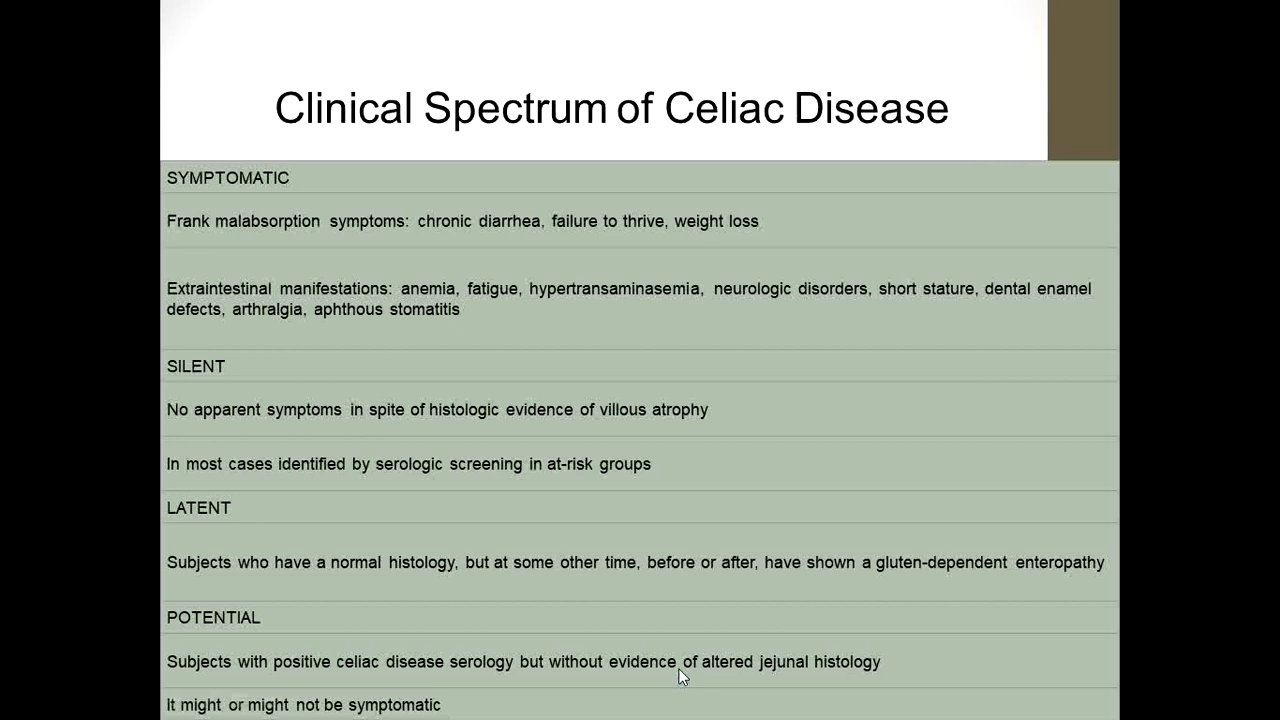 Clinical Spectrum of Celiac Disease
SYMPTOMATIC
Frank malabsorption symptoms: chronic diarrhea, failure to thrive, weight loss
Extraintestinal manifestations: anemia, fatigue, hypertransaminasemia, neurologic disorders, short stature, dental enamel
defects, arthralgia, aphthous stomatitis
SILENT
No apparent symptoms in spite of histologic evidence of villous atrophy
In most cases identified by serologic screening in at-risk groups
LATENT
Subjects who have a normal histology, but at some other time, before or after, have shown a gluten-dependent enteropathy
POTENTIAL
Subjects with positive celiac disease serology but without evidence of altered jejunal histology
It might or might not be symptomatic